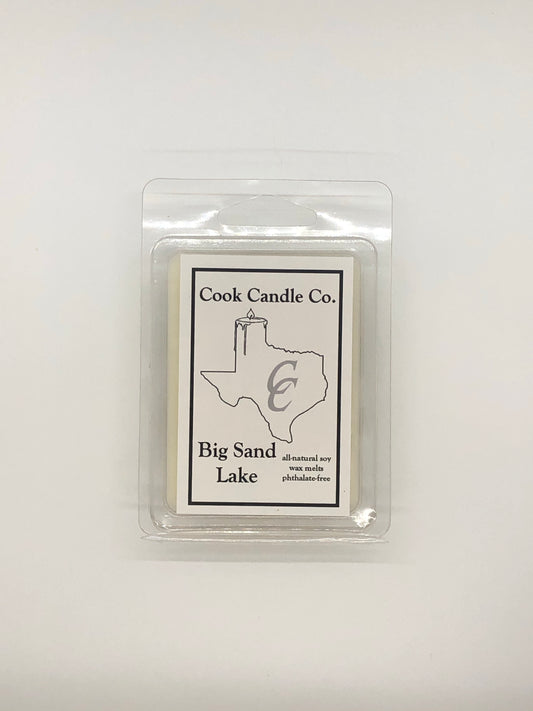 Cook Candle Co.
CC
Big Sand
Lake
all-natural soy
wax melts
phthalate-free